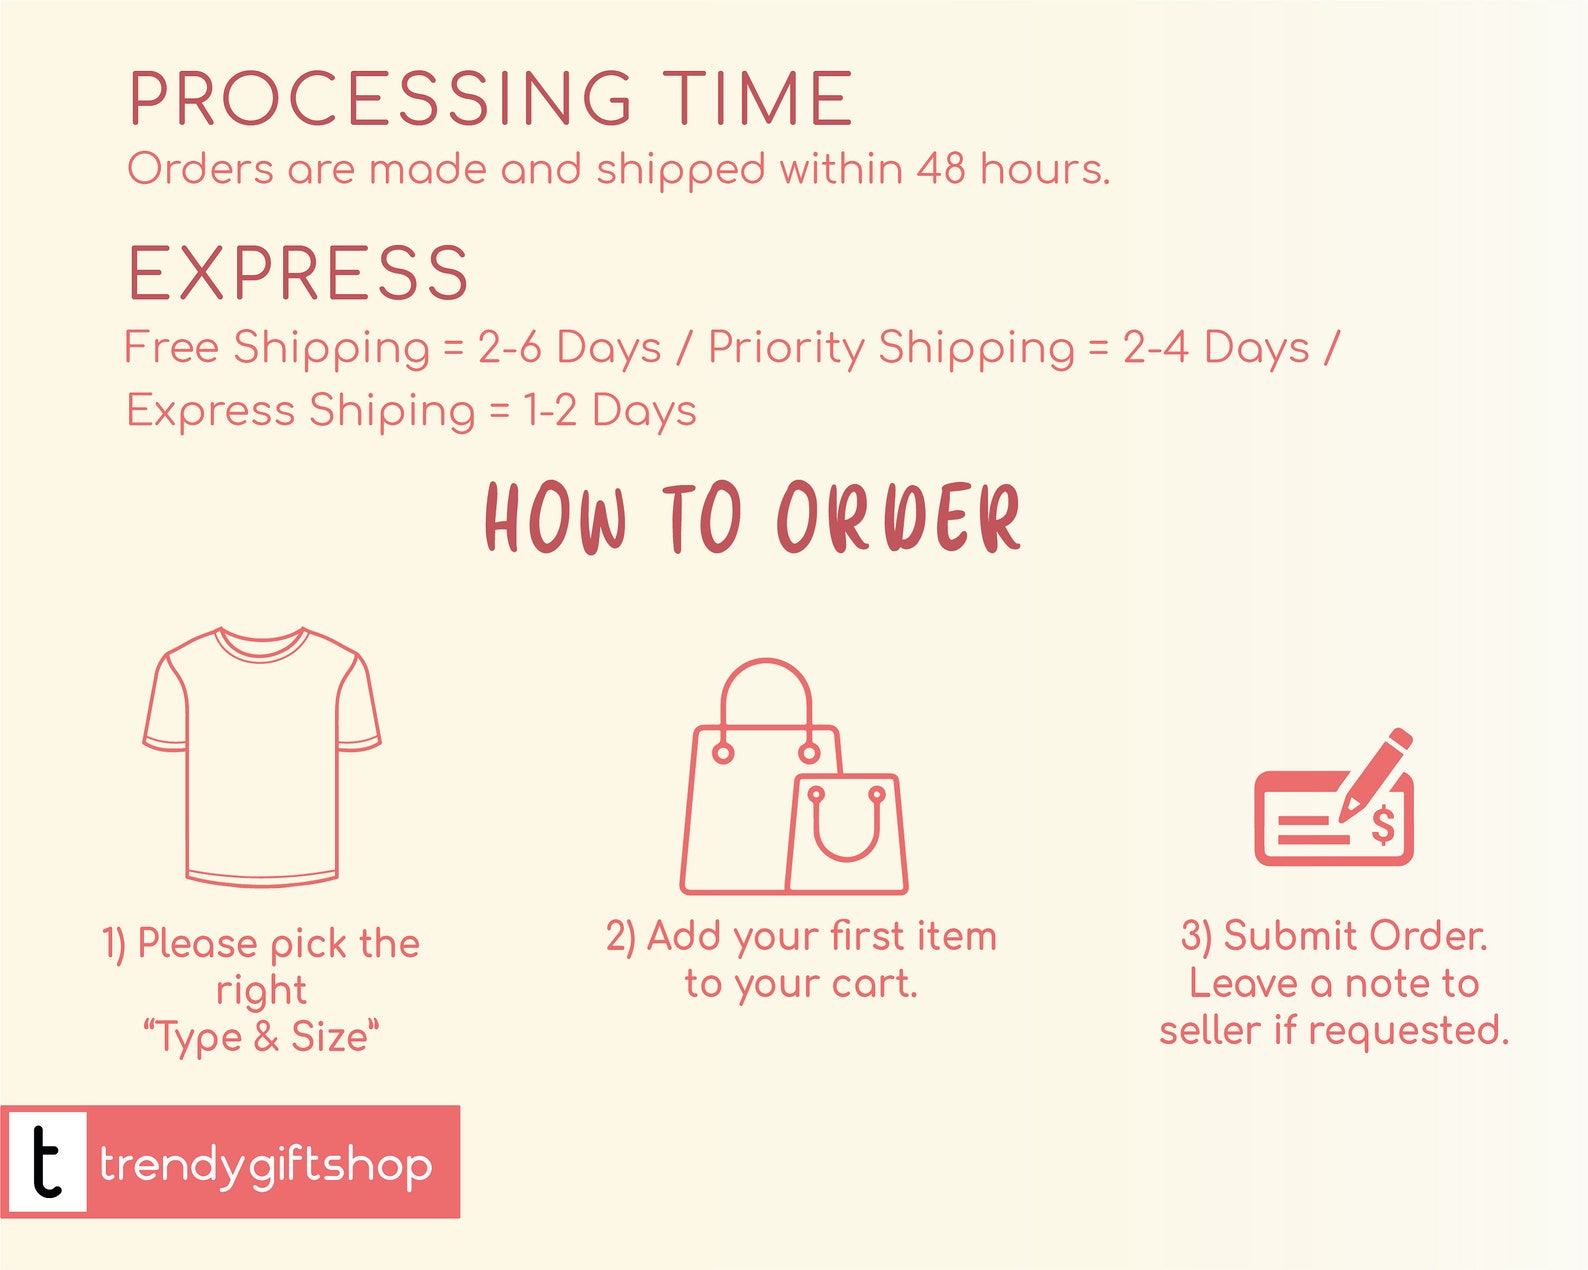 PROCESSING TIME
Orders are made and shipped within 48 hours.
EXPRESS
Free Shipping = 2-6 Days / Priority Shipping = 2-4 Days /
Express Shiping = 1-2 Days
HOW TO ORDER
$
1) Please pick the
right
“Type & Size”
2) Add your first item
to your cart.
3) Submit Order.
Leave a note to
seller if requested.
t trendygiftshop